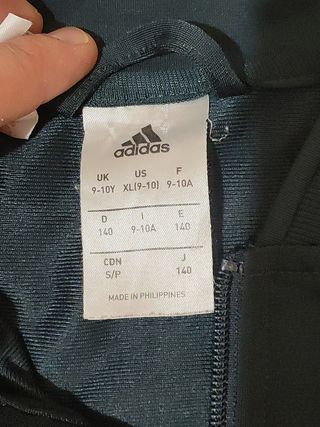 adidas
UK US F
9-10Y XL(9-10) 9-10A
D I E
140 9-10A 140
CDN J
S/P 140
MADE IN PHILIPPINES